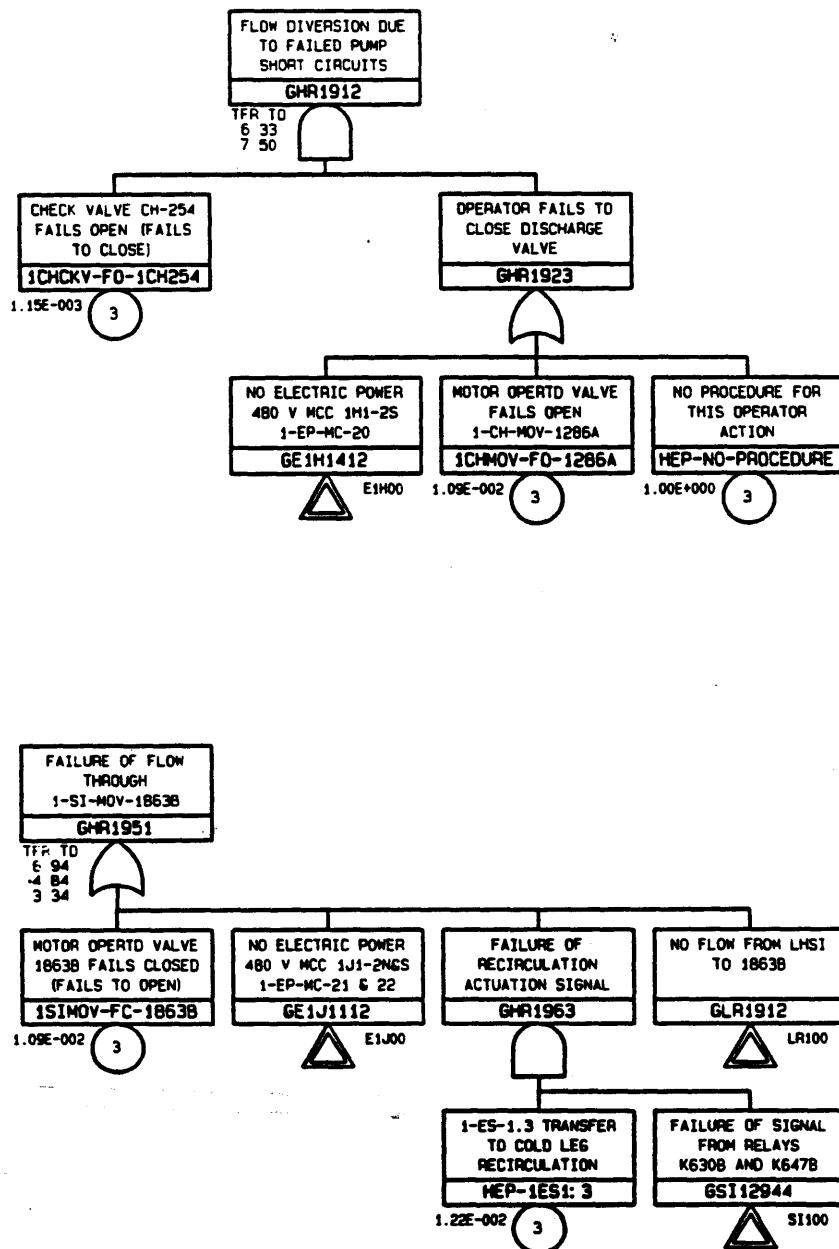 FLOW DIVERSION DUE
TO FAILED PUMP
SHORT CIRCUITS
GHR1912
TFR TO
6 33
7 50
CHECK VALVE CH-254
FAILS OPEN (FAILS
TO CLOSE)
1CHCKV-FO-1CH254
1.15E-003
3
OPERATOR FAILS TO
CLOSE DISCHARGE
VALVE
GHR1923
NO ELECTRIC POWER
480 V MCC 1H1-2S
1-EP-MC-20
GE1H1412
E1H00
MOTOR OPERTD VALVE
FAILS OPEN
1-CH-MOV-1286A
1CHMOV-FO-1286A
1.09E-002
3
NO PROCEDURE FOR
THIS OPERATOR
ACTION
HEP-NO-PROCEDURE
1.00E+000
3
FAILURE OF FLOW
THROUGH
1-SI-MOV-1863B
GHR1951
TFR TO
6 94
4 84
3 34
MOTOR OPERTD VALVE
1863B FAILS CLOSED
(FAILS TO OPEN)
1SIMOV-FC-1863B
1.09E-002
3
NO ELECTRIC POWER
480 V MCC 1J1-2N&S
1-EP-MC-21 & 22
GE1J1112
E1J00
FAILURE OF
RECIRCULATION
ACTUATION SIGNAL
GHR1963
NO FLOW FROM LHSI
TO 1863B
GLR1912
LR100
1-ES-1.3 TRANSFER
TO COLD LEG
RECIRCULATION
HEP-1ES1:3
1.22E-002
3
FAILURE OF SIGNAL
FROM RELAYS
K630B AND K647B
GSI12944
SI100